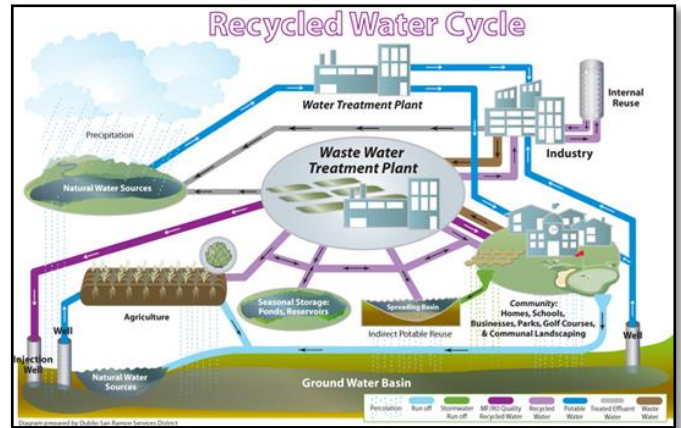 Recycled Water Cycle
Water Treatment Plant
Internal
Reuse
Precipitation
Industry
Waste Water
Treatment Plant
Natural Water Sources
Agriculture
Seasonal Storage:
Ponds, Reservoirs
Spreading Basin
Indirect Potable Reuse
Community:
Homes, Schools,
Businesses, Parks, Golf Courses,
& Communal Landscaping
Well
Well
Injection
Well
Natural Water
Sources
Ground Water Basin
Percolation
Run off
Stormwater
Run-off
MF/RO Quality
Recycled Water
Recycled
Water
Potable
Water
Treated Effluent
Water
Waste
Water
Diagram prepared by Dublin San Ramon Services District